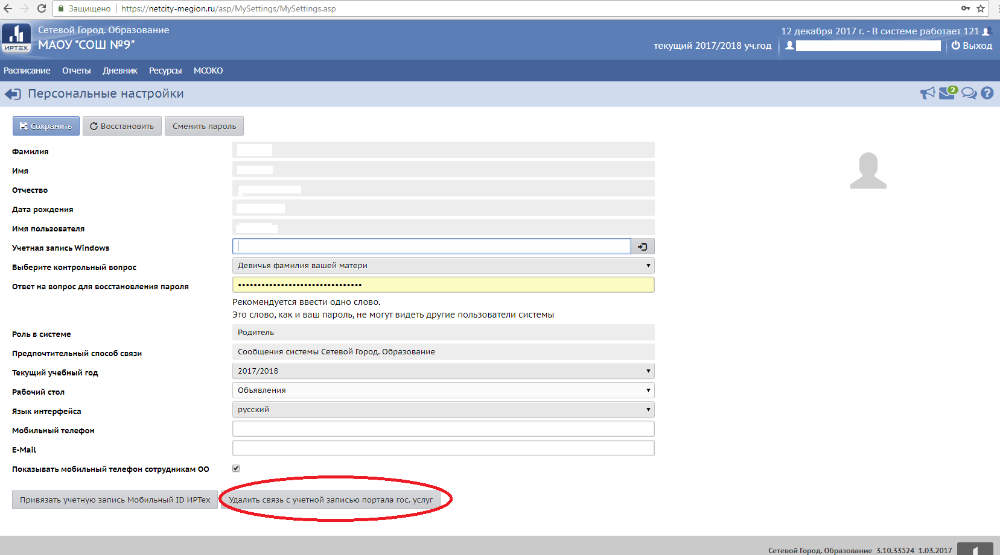 Защищено https://netcity-megion.ru/asp/MySettings/MySettings.asp
Сетевой Город. Образование
12 декабря 2017 г. - В системе работает 121
ИРТЕХ
МАОУ "СОШ №9"
текущий 2017/2018 уч.год
Выход
Расписание Отчеты Дневник Ресурсы МСОКО
Персональные настройки
2
Сохранить Восстановить Сменить пароль
Фамилия
Имя
Отчество
Дата рождения
Имя пользователя
Учетная запись Windows
Выберите контрольный вопрос Девичья фамилия вашей матери
Ответ на вопрос для восстановления пароля ••••••••••••••••••••••••••••••••
Рекомендуется ввести одно слово.
Это слово, как и ваш пароль, не могут видеть другие пользователи системы
Роль в системе Родитель
Предпочтительный способ связи Сообщения системы Сетевой Город. Образование
Текущий учебный год 2017/2018
Рабочий стол Объявления
Язык интерфейса русский
Мобильный телефон
E-Mail
Показывать мобильный телефон сотрудникам ОО
Привязать учетную запись Мобильный ID ИРТех Удалить связь с учетной записью портала гос. услуг
Сетевой Город. Образование 3.10.33524 1.03.2017